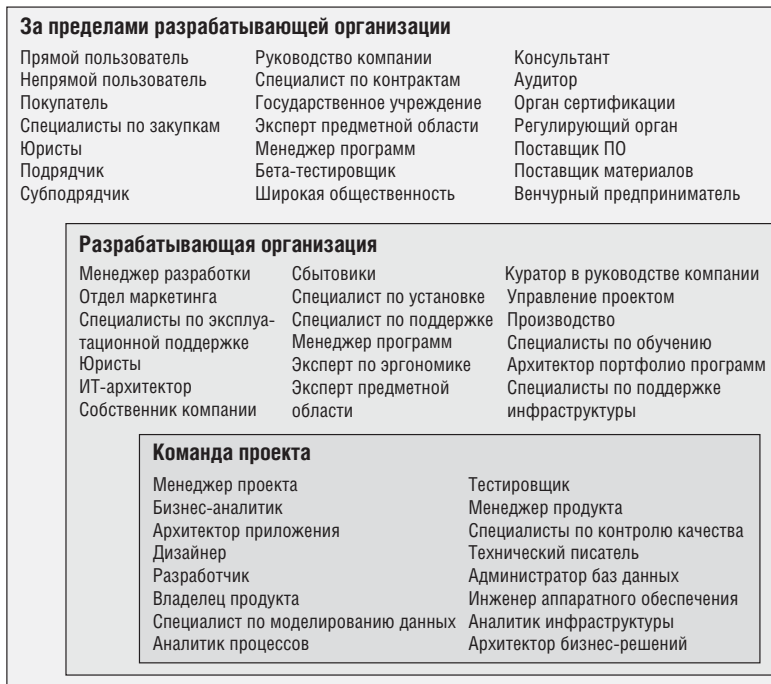 За пределами разрабатывающей организации
Прямой пользователь
Непрямой пользователь
Покупатель
Специалисты по закупкам
Юристы
Подрядчик
Субподрядчик
Руководство компании
Специалист по контрактам
Государственное учреждение
Эксперт предметной области
Менеджер программ
Бета-тестировщик
Широкая общественность
Консультант
Аудитор
Орган сертификации
Регулирующий орган
Поставщик ПО
Поставщик материалов
Венчурный предприниматель
Разрабатывающая организация
Менеджер разработки
Отдел маркетинга
Специалисты по эксплуа-
тационной поддержке
Юристы
ИТ-архитектор
Собственник компании
Сбытовики
Специалист по установке
Специалист по поддержке
Менеджер программ
Эксперт по эргономике
Эксперт предметной
области
Куратор в руководстве компании
Управление проектом
Производство
Специалисты по обучению
Архитектор портфолио программ
Специалисты по поддержке
инфраструктуры
Команда проекта
Менеджер проекта
Бизнес-аналитик
Архитектор приложения
Дизайнер
Разработчик
Владелец продукта
Специалист по моделированию данных
Аналитик процессов
Тестировщик
Менеджер продукта
Специалисты по контролю качества
Технический писатель
Администратор баз данных
Инженер аппаратного обеспечения
Аналитик инфраструктуры
Архитектор бизнес-решений